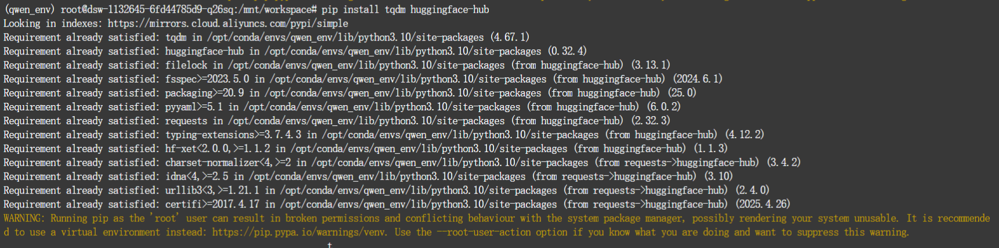 (qwen_env) root@dsw-1132645-6fd44785d9-q26sq:/mnt/workspace# pip install tqdm huggingface-hub
Looking in indexes: https://mirrors.cloud.aliyuncs.com/pypi/simple
Requirement already satisfied: tqdm in /opt/conda/envs/qwen_env/lib/python3.10/site-packages (4.67.1)
Requirement already satisfied: huggingface-hub in /opt/conda/envs/qwen_env/lib/python3.10/site-packages (0.32.4)
Requirement already satisfied: filelock in /opt/conda/envs/qwen_env/lib/python3.10/site-packages (from huggingface-hub) (3.13.1)
Requirement already satisfied: fsspec>=2023.5.0 in /opt/conda/envs/qwen_env/lib/python3.10/site-packages (from huggingface-hub) (2024.6.1)
Requirement already satisfied: packaging>=20.9 in /opt/conda/envs/qwen_env/lib/python3.10/site-packages (from huggingface-hub) (25.0)
Requirement already satisfied: pyyaml>=5.1 in /opt/conda/envs/qwen_env/lib/python3.10/site-packages (from huggingface-hub) (6.0.2)
Requirement already satisfied: requests in /opt/conda/envs/qwen_env/lib/python3.10/site-packages (from huggingface-hub) (2.32.3)
Requirement already satisfied: typing-extensions>=3.7.4.3 in /opt/conda/envs/qwen_env/lib/python3.10/site-packages (from huggingface-hub) (4.12.2)
Requirement already satisfied: hf-xet<2.0.0,>=1.1.2 in /opt/conda/envs/qwen_env/lib/python3.10/site-packages (from huggingface-hub) (1.1.3)
Requirement already satisfied: charset-normalizer<4,>=2 in /opt/conda/envs/qwen_env/lib/python3.10/site-packages (from requests->huggingface-hub) (3.4.2)
Requirement already satisfied: idna<4,>=2.5 in /opt/conda/envs/qwen_env/lib/python3.10/site-packages (from requests->huggingface-hub) (3.10)
Requirement already satisfied: urllib3<3,>=1.21.1 in /opt/conda/envs/qwen_env/lib/python3.10/site-packages (from requests->huggingface-hub) (2.4.0)
Requirement already satisfied: certifi>=2017.4.17 in /opt/conda/envs/qwen_env/lib/python3.10/site-packages (from requests->huggingface-hub) (2025.4.26)
WARNING: Running pip as the 'root' user can result in broken permissions and conflicting behaviour with the system package manager, possibly rendering your system unusable. It is recommende
d to use a virtual environment instead: https://pip.pypa.io/warnings/venv. Use the --root-user-action option if you know what you are doing and want to suppress this warning.